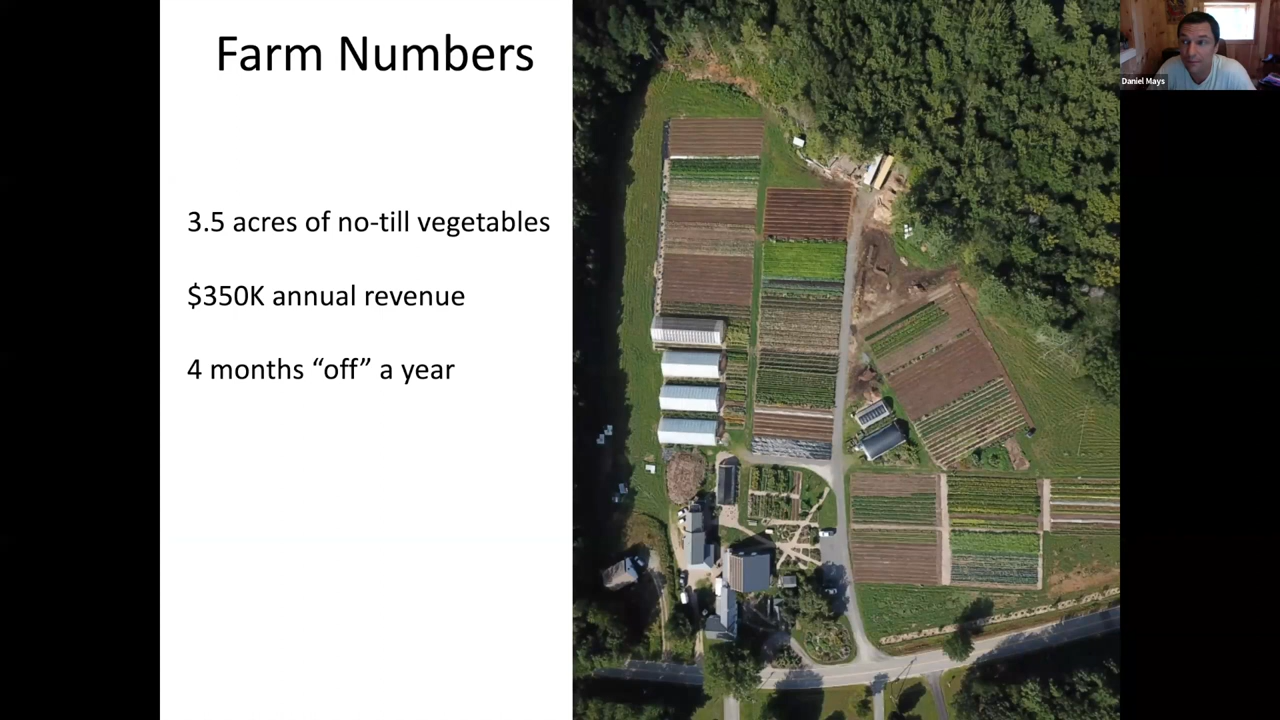 Farm Numbers
3.5 acres of no-till vegetables
$350K annual revenue
4 months “off” a year
Daniel Mays